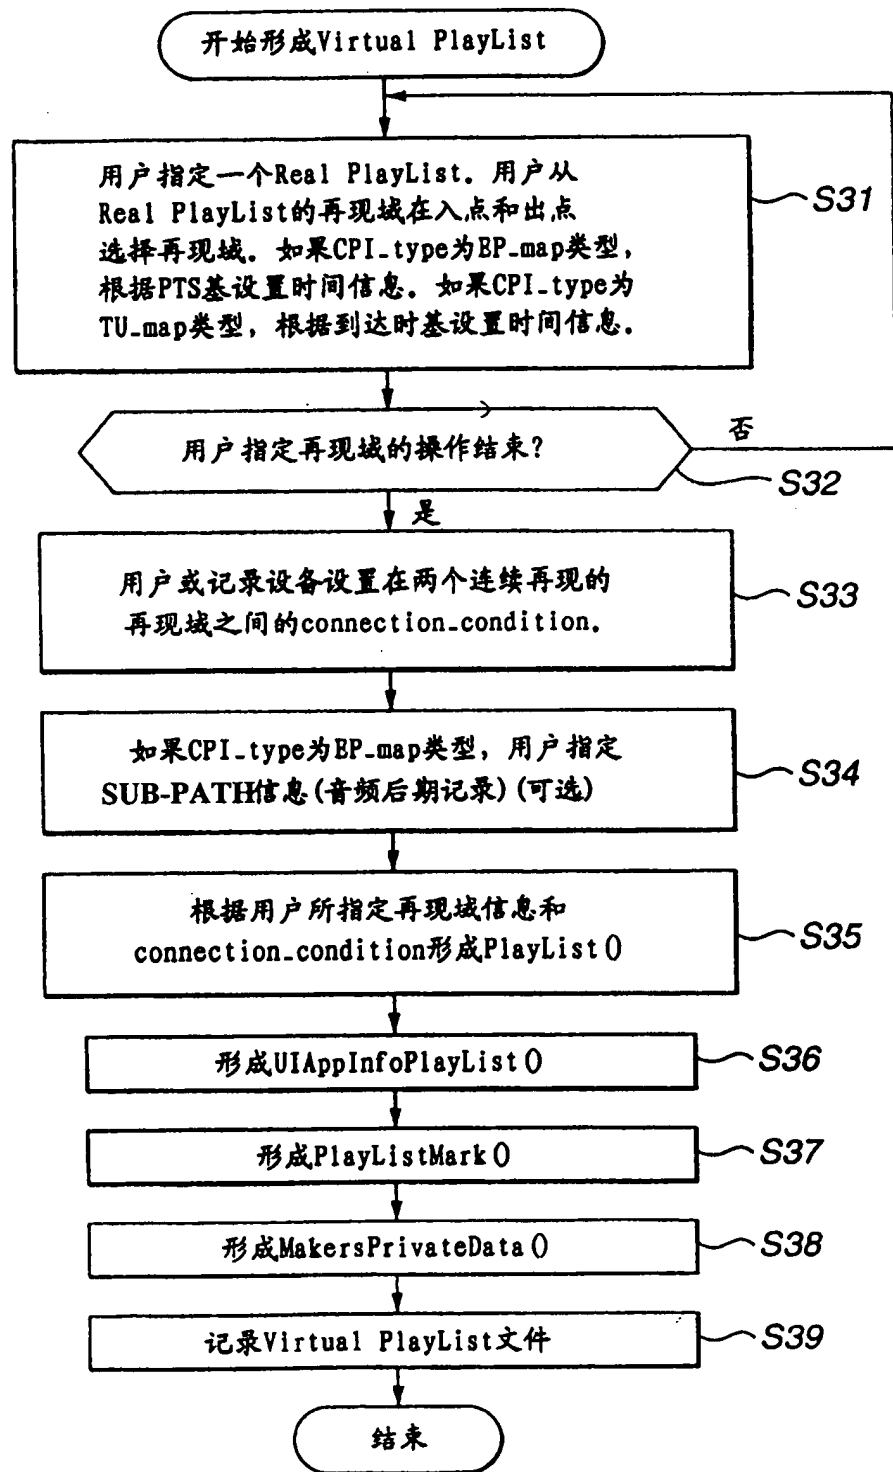 开始形成Virtual PlayList
用户指定一个Real PlayList. 用户从
Real PlayList的再现域在入点和出点
选择再现域。如果CPI_type为EP_map类型，
根据PTS基设置时间信息。如果CPI_type为
TU_map类型，根据到达时基设置时间信息。
S31
用户指定再现域的操作结束?
否
S32
是
用户或记录设备设置在两个连续再现的
再现域之间的connection_condition.
S33
如果CPI_type为EP_map类型，用户指定
SUB-PATH信息(音频后期记录)(可选)
S34
根据用户所指定再现域信息和
connection_condition形成PlayList()
S35
形成UIAppInfoPlayList()
S36
形成PlayListMark()
S37
形成MakersPrivateData()
S38
记录Virtual PlayList文件
S39
结束